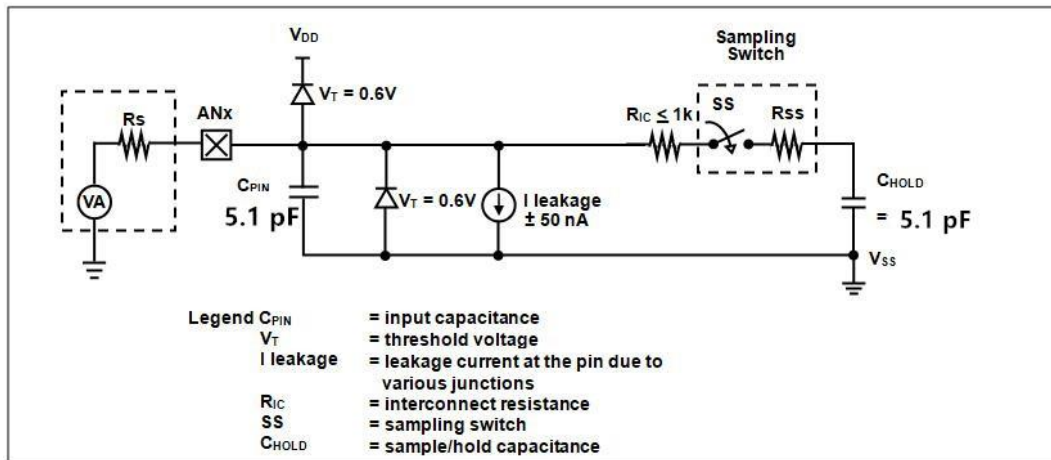 Sampling
Switch
VDD
VT = 0.6V
Rs
ANx
RIC ≤ 1k
SS
Rss
VA
CPIN
5.1 pF
VT = 0.6V
I leakage
± 50 nA
CHOLD
= 5.1 pF
VSS
Legend CPIN = input capacitance
VT = threshold voltage
I leakage = leakage current at the pin due to
various junctions
RIC = interconnect resistance
SS = sampling switch
CHOLD = sample/hold capacitance